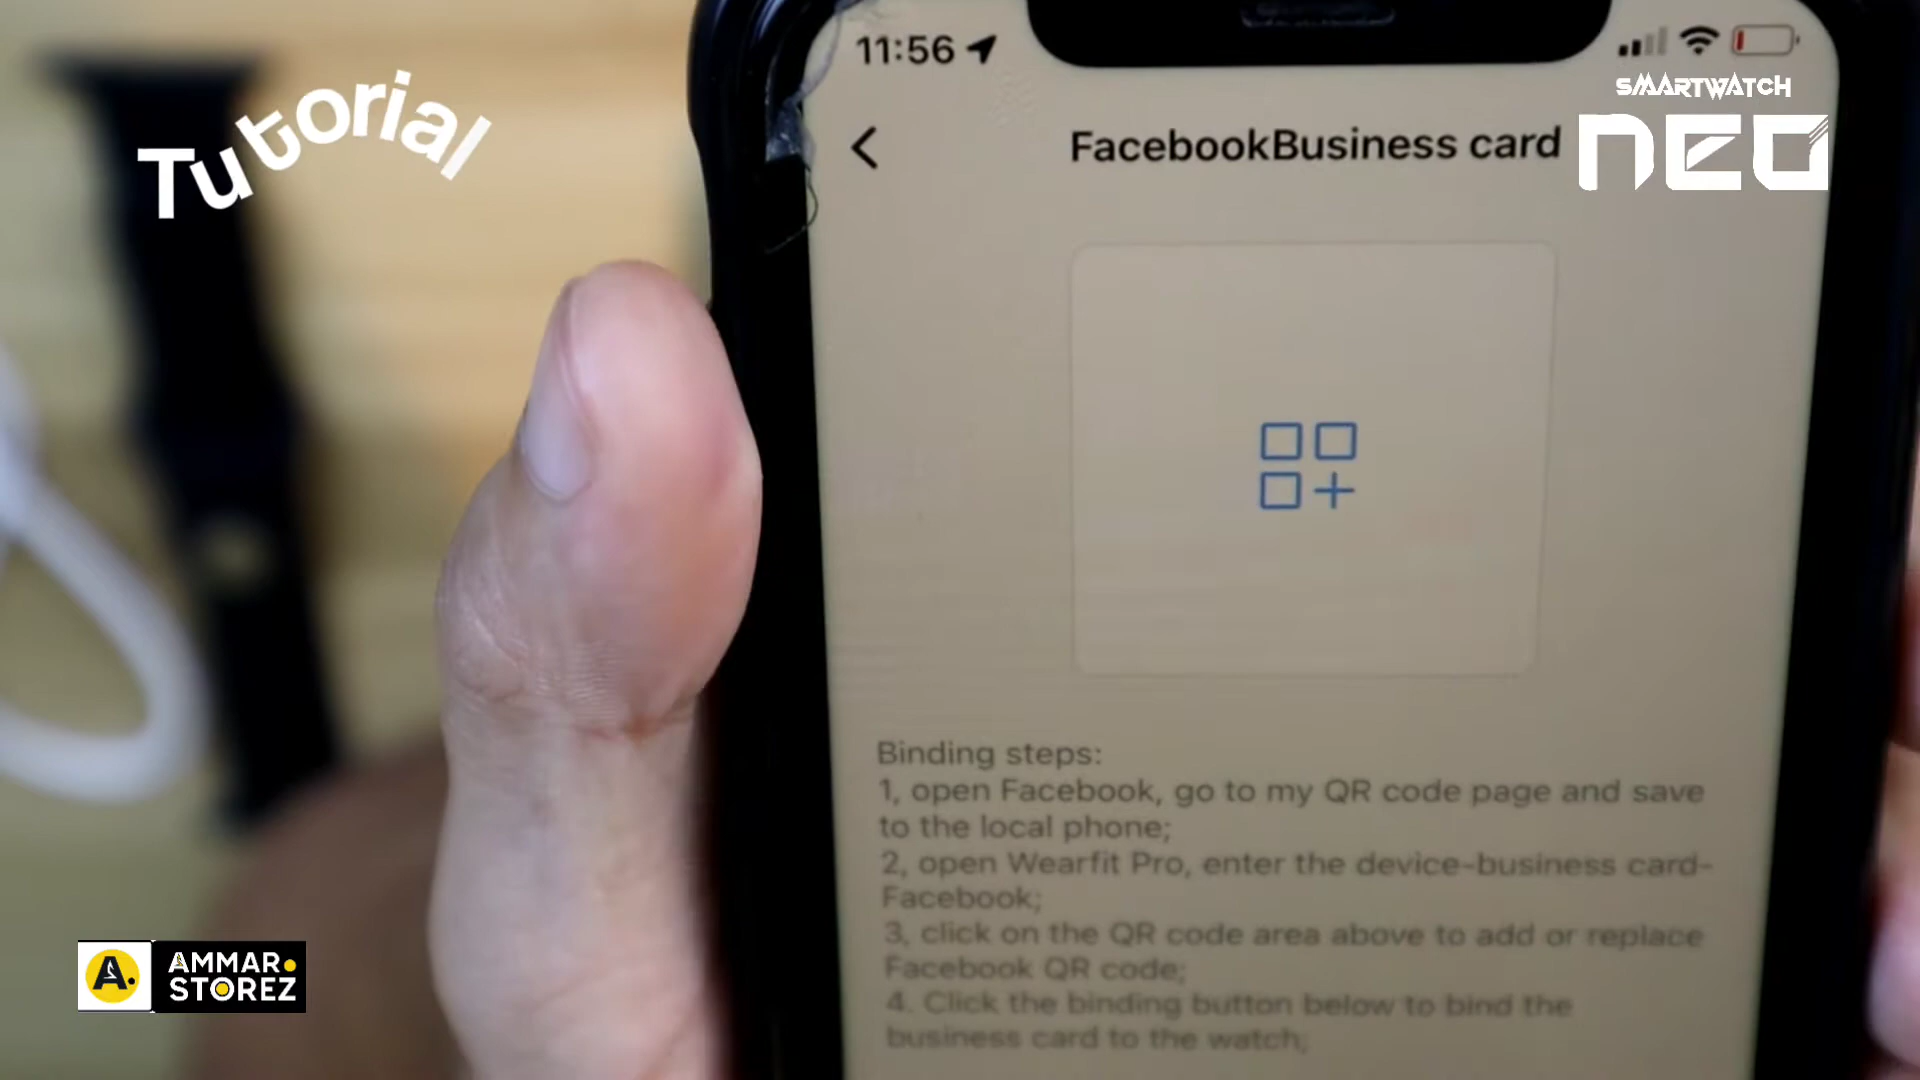 Tutorial
11:56
SMARTWATCH
NEO
FacebookBusiness card
Binding steps:
1, open Facebook, go to my QR code page and save
to the local phone;
2, open Wearfit Pro, enter the device-business card-
Facebook;
3, click on the QR code area above to add or replace
Facebook QR code;
4. Click the binding button below to bind the
business card to the watch;
A.
AMMAR.
STOREZ